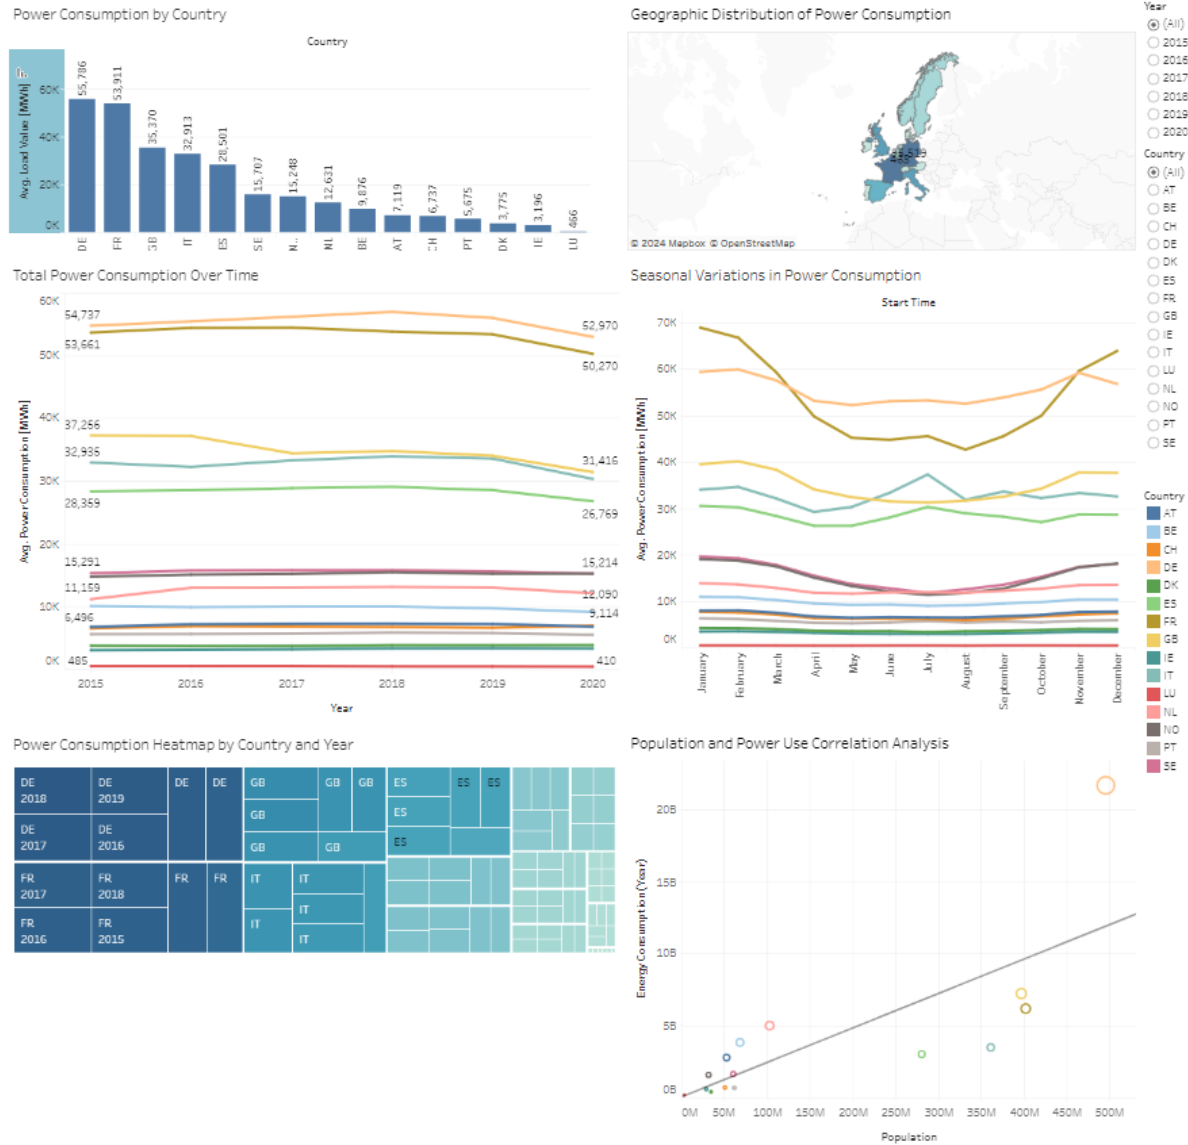 Power Consumption by Country
Country
Avg. Load Value [MWh]
60K
40K
20K
0K
55,786
53,911
35,370
32,913
28,501
15,707
15,248
12,631
9,876
7,119
6,737
5,675
3,775
3,196
466
DE
FR
GB
IT
ES
SE
N..
NL
BE
AT
CH
PT
DK
IE
LU
Geographic Distribution of Power Consumption
© 2024 Mapbox © OpenStreetMap
Year
(All)
2015
2016
2017
2018
2019
2020
Country
(All)
AT
BE
CH
DE
DK
ES
FR
GB
IE
IT
LU
NL
NO
PT
SE
Total Power Consumption Over Time
Avg. Power Consumption [MWh]
60K
50K
40K
30K
20K
10K
0K
54,737
53,661
37,256
32,935
28,359
15,291
11,159
6,496
485
52,970
50,270
31,416
26,769
15,214
12,090
9,114
410
2015
2016
2017
2018
2019
2020
Year
Seasonal Variations in Power Consumption
Start Time
Avg. Power Consumption [MWh]
70K
60K
50K
40K
30K
20K
10K
0K
January
February
March
April
May
June
July
August
September
October
November
December
Country
AT
BE
CH
DE
DK
ES
FR
GB
IE
IT
LU
NL
NO
PT
SE
Power Consumption Heatmap by Country and Year
DE
2018
DE
2019
DE
DE
DE
2017
DE
2016
FR
2017
FR
2018
FR
FR
FR
2016
FR
2015
GB
GB
GB
GB
GB
GB
IT
IT
IT
IT
IT
ES
ES
ES
ES
ES
Population and Power Use Correlation Analysis
Energy Consumption (Year)
20B
15B
10B
5B
0B
0M
50M
100M
150M
200M
250M
300M
350M
400M
450M
500M
Population